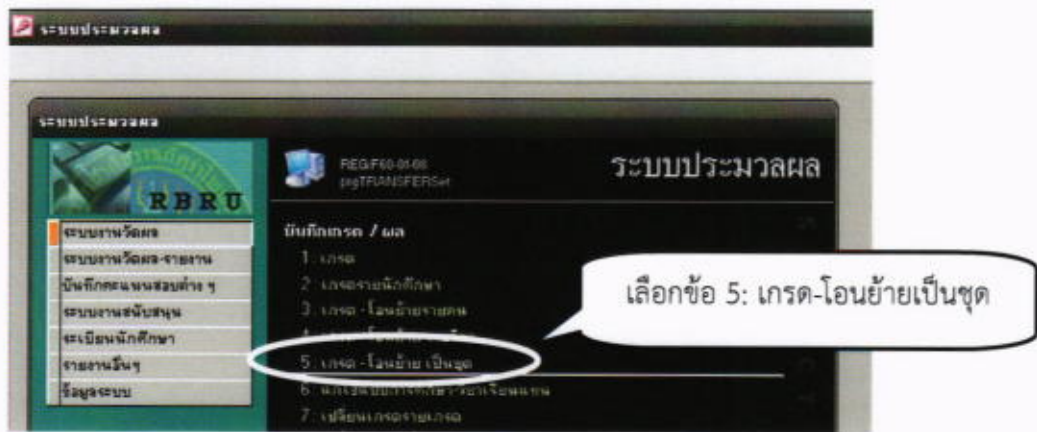 ระบบประมวลผล
ระบบประมวลผล
RBRU
REG/F60-01-00
prgTRANSFERSet
ระบบประมวลผล
ระบบงานวัดผล
ระบบงานวัดผล-รายงาน
บันทึกคะแนนสอบต่าง ๆ
ระบบงานสนับสนุน
ระเบียนนักศึกษา
รายงานอื่นๆ
ข้อมูลระบบ
บันทึกเกรด / ผล
1: เกรด
2: เกรดรายนักศึกษา
3: เกรด - โอนย้ายรายคน
5: เกรด - โอนย้าย เป็นชุด
7: เปลี่ยนเกรดรายเกรด
เลือกข้อ 5: เกรด-โอนย้ายเป็นชุด